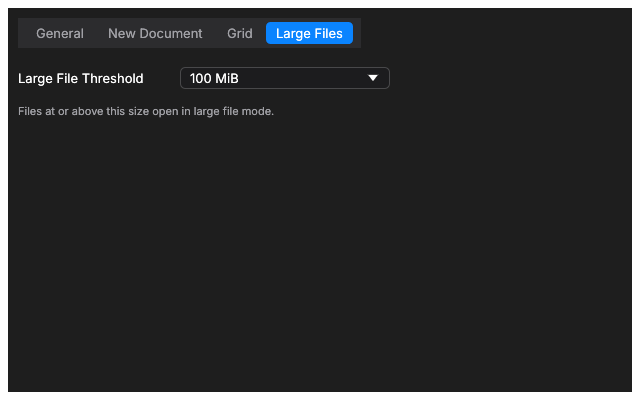 General New Document Grid Large Files
Large File Threshold 100 MiB
Files at or above this size open in large file mode.